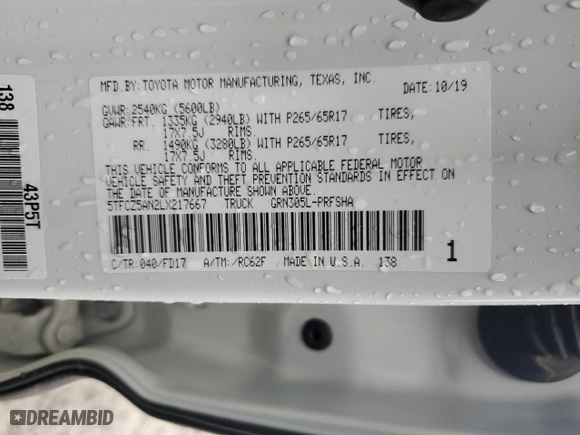 MFD.BY:TOYOTA MOTOR MANUFACTURING, TEXAS, INC.
DATE: 10/19
GVWR:2540KG (5600LB)
GAWR:FRT. 1335KG (2940LB) WITH P265/65R17 TIRES,
17X7.5J RIMS.
RR. 1490KG (3280LB) WITH P265/65R17 TIRES,
17X7.5J RIMS.
THIS VEHICLE CONFORMS TO ALL APPLICABLE FEDERAL MOTOR
VEHICLE SAFETY AND THEFT PREVENTION STANDARDS IN EFFECT ON
THE DATE OF MANUFACTURE SHOWN ABOVE.
5TFCZ5AN2LX217667 TRUCK GRN305L-PRFSHA
1
C/TR:040/FD17 A/TM:/RC62F MADE IN U.S.A. 138
138
43P5T
DREAMBID